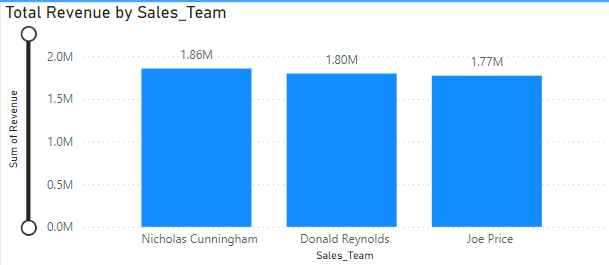 Total Revenue by Sales_Team
Sum of Revenue
2.0M
1.5M
1.0M
0.5M
0.0M
1.86M
1.80M
1.77M
Nicholas Cunningham
Donald Reynolds
Joe Price
Sales_Team